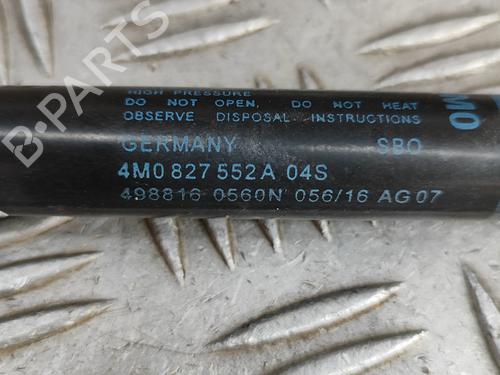 HIGH PRESSURE
DO NOT OPEN, DO NOT HEAT
OBSERVE DISPOSAL INSTRUCTIONS
GERMANY SBO
4M0 827 552A 04S
498816 0560N 056/16 AG07
M0
B-PARTS